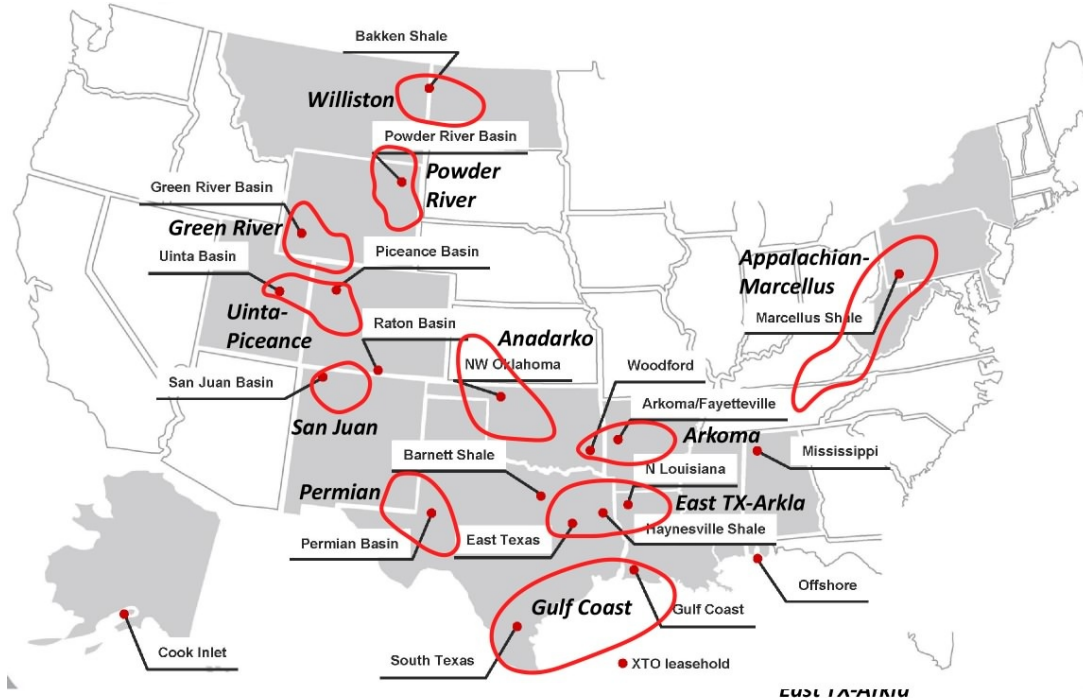 Bakken Shale
Williston
Powder River Basin
Powder
River
Green River Basin
Green River
Uinta Basin
Piceance Basin
Appalachian-
Marcellus
Uinta-
Piceance
Marcellus Shale
Raton Basin
Anadarko
San Juan Basin
NW Oklahoma
Woodford
Arkoma/Fayetteville
San Juan
Arkoma
Barnett Shale
Mississippi
N Louisiana
Permian
East TX-Arkla
Permian Basin
East Texas
Haynesville Shale
Offshore
Gulf Coast
Gulf Coast
Cook Inlet
South Texas
XTO leasehold
East TX-Arkla